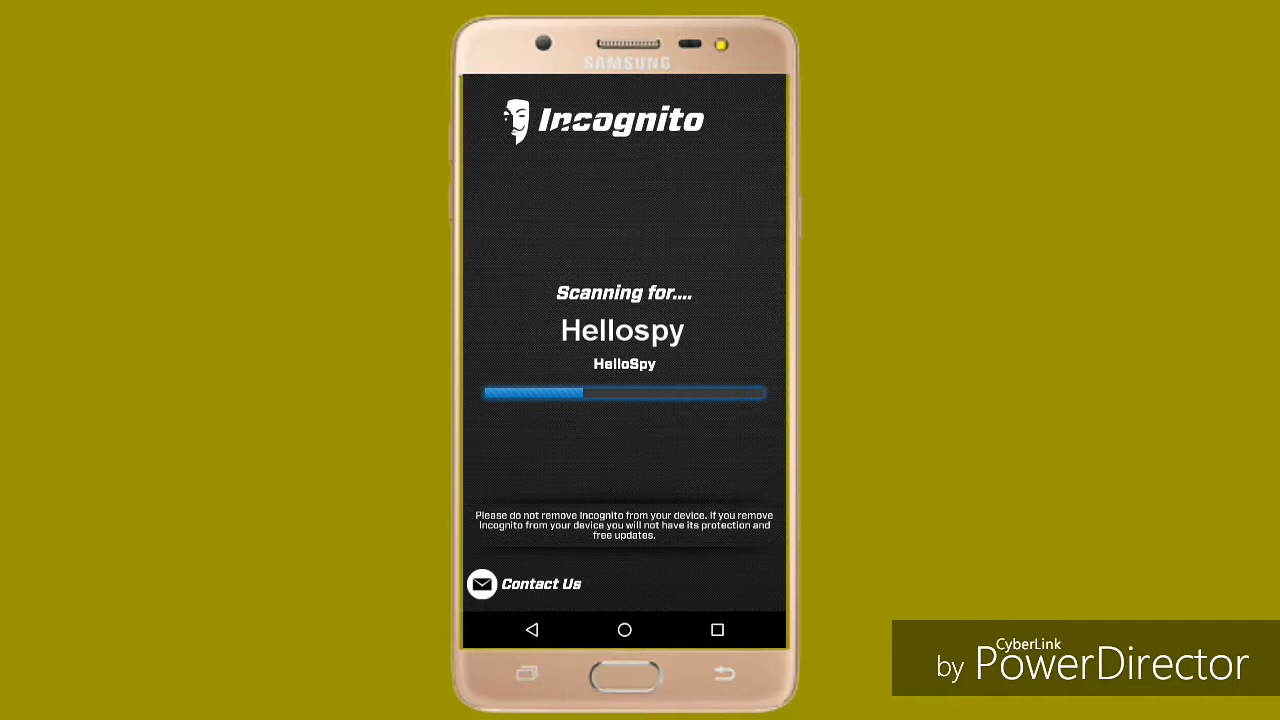 SAMSUNG
Incognito
Scanning for....
Hellospy
HelloSpy
Please do not remove Incognito from your device. If you remove
Incognito from your device you will not have its protection and
free updates.
Contact Us
CyberLink
by PowerDirector